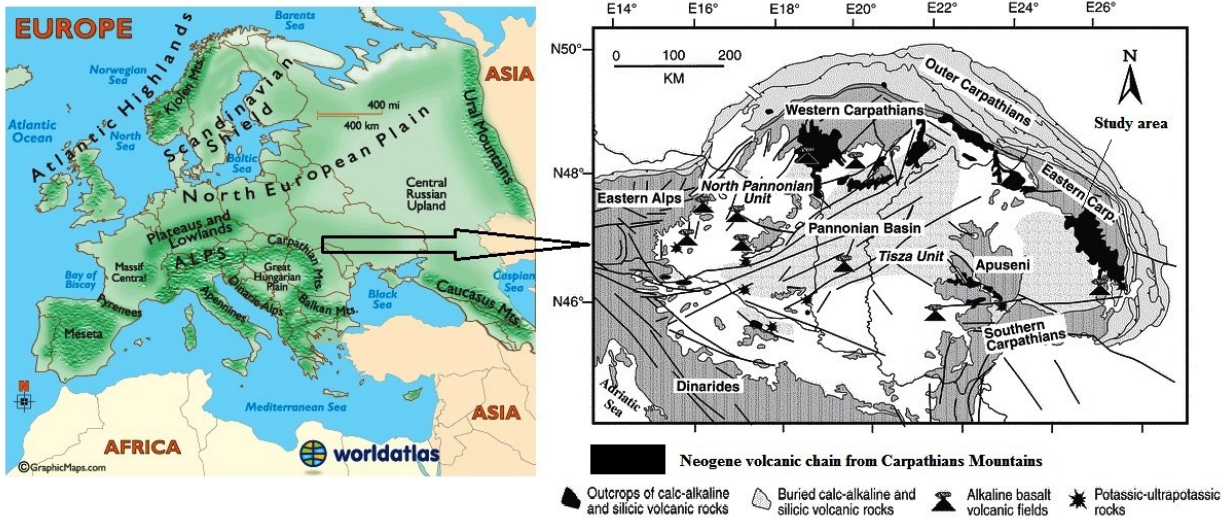 EUROPE
Barents
Sea
ASIA
Norwegian
Sea
Atlantic Highlands
Kjolen Mts.
Scandinavian
Shield
Ural Mountains
400 mi
400 km
Atlantic
Ocean
North
Sea
Baltic
Sea
North European Plain
Central
Russian
Upland
Plateaus and
Lowlands
Carpathian Mts.
ALPS
Bay of
Biscay
Massif
Central
Great
Hungarian
Plain
Dinaric Alps
Caspian
Sea
Black
Sea
Caucasus Mts.
Pyrenees
Apennines
Balkan Mts.
Meseta
N
Mediterranean Sea
ASIA
AFRICA
worldatlas
©GraphicMaps.com
E14° E16° E18° E20° E22° E24° E26°
N50°
0 100 200
KM
N
Outer Carpathians
Study area
Western Carpathians
N48°
North Pannonian
Unit
Eastern Alps
Eastern Carp.
Pannonian Basin
Tisza Unit
Apuseni
N46°
Southern
Carpathians
Dinarides
Adriatic
Sea
Neogene volcanic chain from Carpathians Mountains
Outcrops of calc-alkaline
and silicic volcanic rocks
Buried calc-alkaline and
silicic volcanic rocks
Alkaline basalt
volcanic fields
Potassic-ultrapotassic
rocks